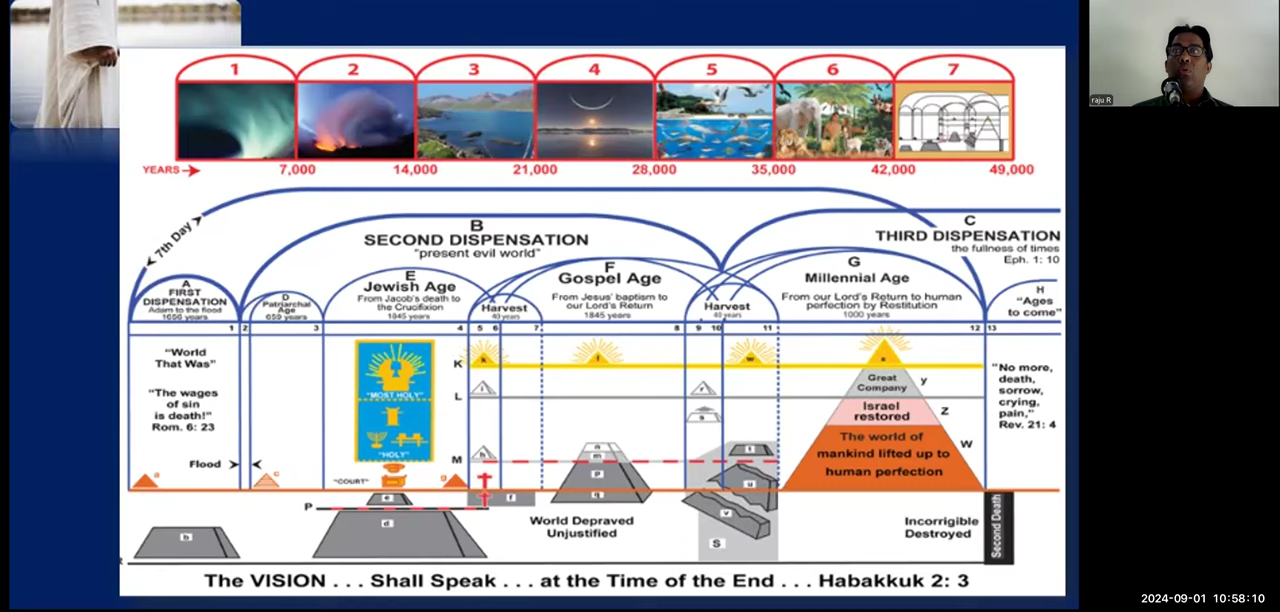 1 2 3 4 5 6 7
YEARS 7,000 14,000 21,000 28,000 35,000 42,000 49,000
raju R
7th Day
B
SECOND DISPENSATION
"present evil world"
C
THIRD DISPENSATION
the fullness of times
Eph. 1: 10
A
FIRST
DISPENSATION
Adam to the flood
1656 years
D
Patriarchal
Age
659 years
E
Jewish Age
From Jacob's death to
the Crucifixion
1845 years
Harvest
40 years
F
Gospel Age
From Jesus' baptism to
our Lord's Return
1845 years
Harvest
40 years
G
Millennial Age
From our Lord's Return to human
perfection by Restitution
1000 years
H
"Ages
to come"
1 2 3 4 5 6 7 8 9 10 11 12 13
"World
That Was"
"The wages
of sin
is death!"
Rom. 6: 23
Flood
a
b
c
"MOST HOLY"
"HOLY"
"COURT"
g
e
d
P
K
L
M
k
i
h
f
l
n
m
p
q
World Depraved
Unjustified
w
r
s
t
u
v
S
x
Great
Company
y
Israel
restored
Z
The world of
mankind lifted up to
human perfection
W
Incorrigible
Destroyed
Second Death
"No more,
death,
sorrow,
crying,
pain,"
Rev. 21: 4
R
The VISION . . . Shall Speak . . . at the Time of the End . . . Habakkuk 2: 3
2024-09-01 10:58:10